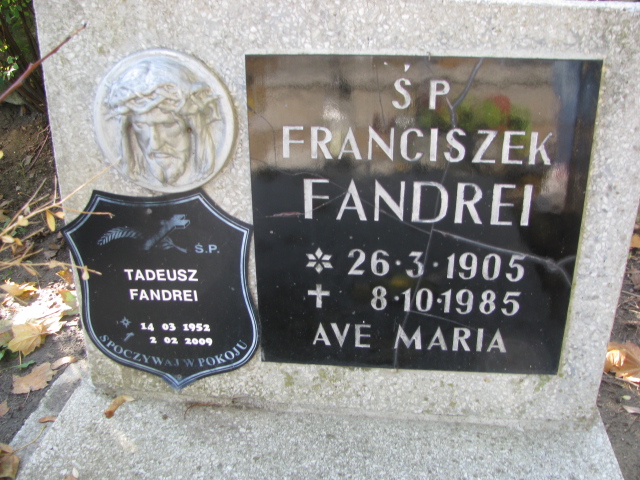 Ś P
FRANCISZEK
FANDREI
26·3·1905
8·10·1985
AVE MARIA
Ś.P.
TADEUSZ
FANDREI
14 03 1952
2 02 2009
SPOCZYWAJ W POKOJU